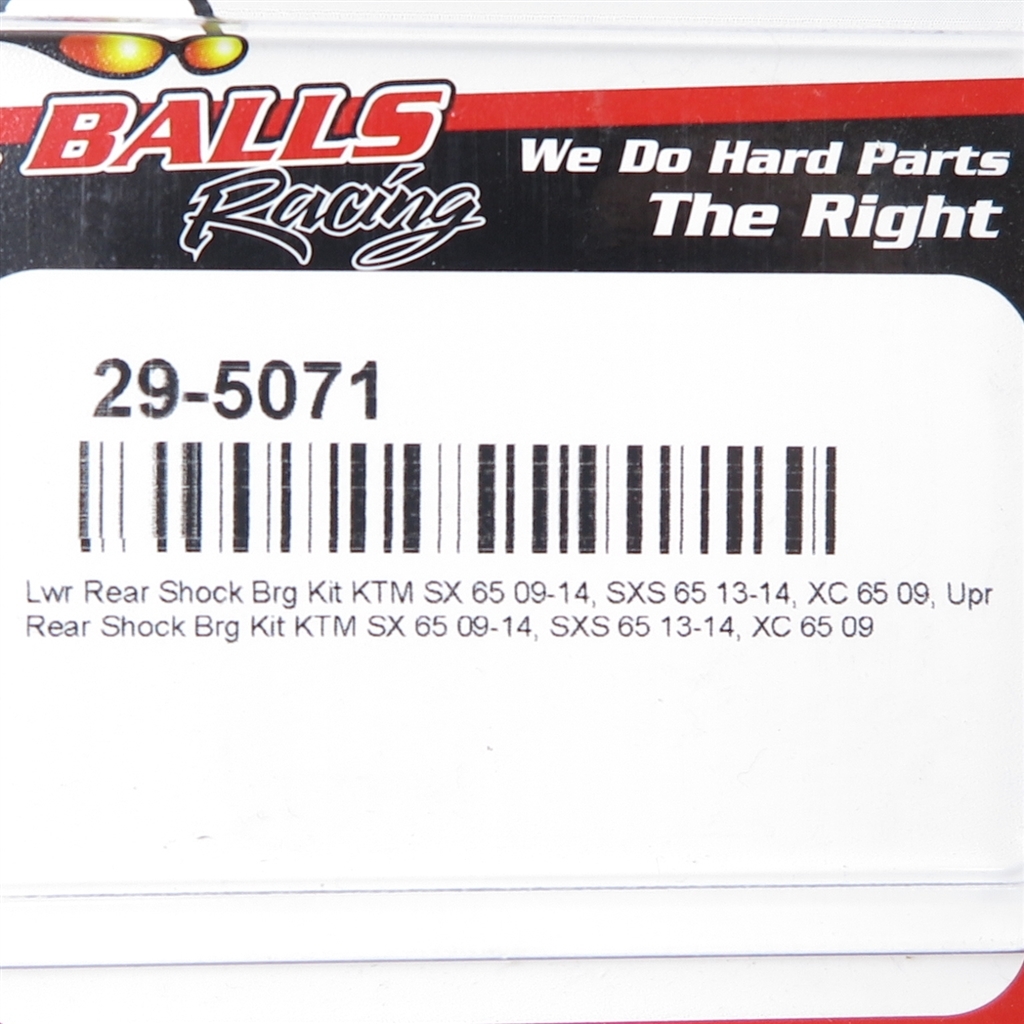 BALLS
Racing
We Do Hard Parts
The Right
29-5071
Lwr Rear Shock Brg Kit KTM SX 65 09-14, SXS 65 13-14, XC 65 09, Upr
Rear Shock Brg Kit KTM SX 65 09-14, SXS 65 13-14, XC 65 09